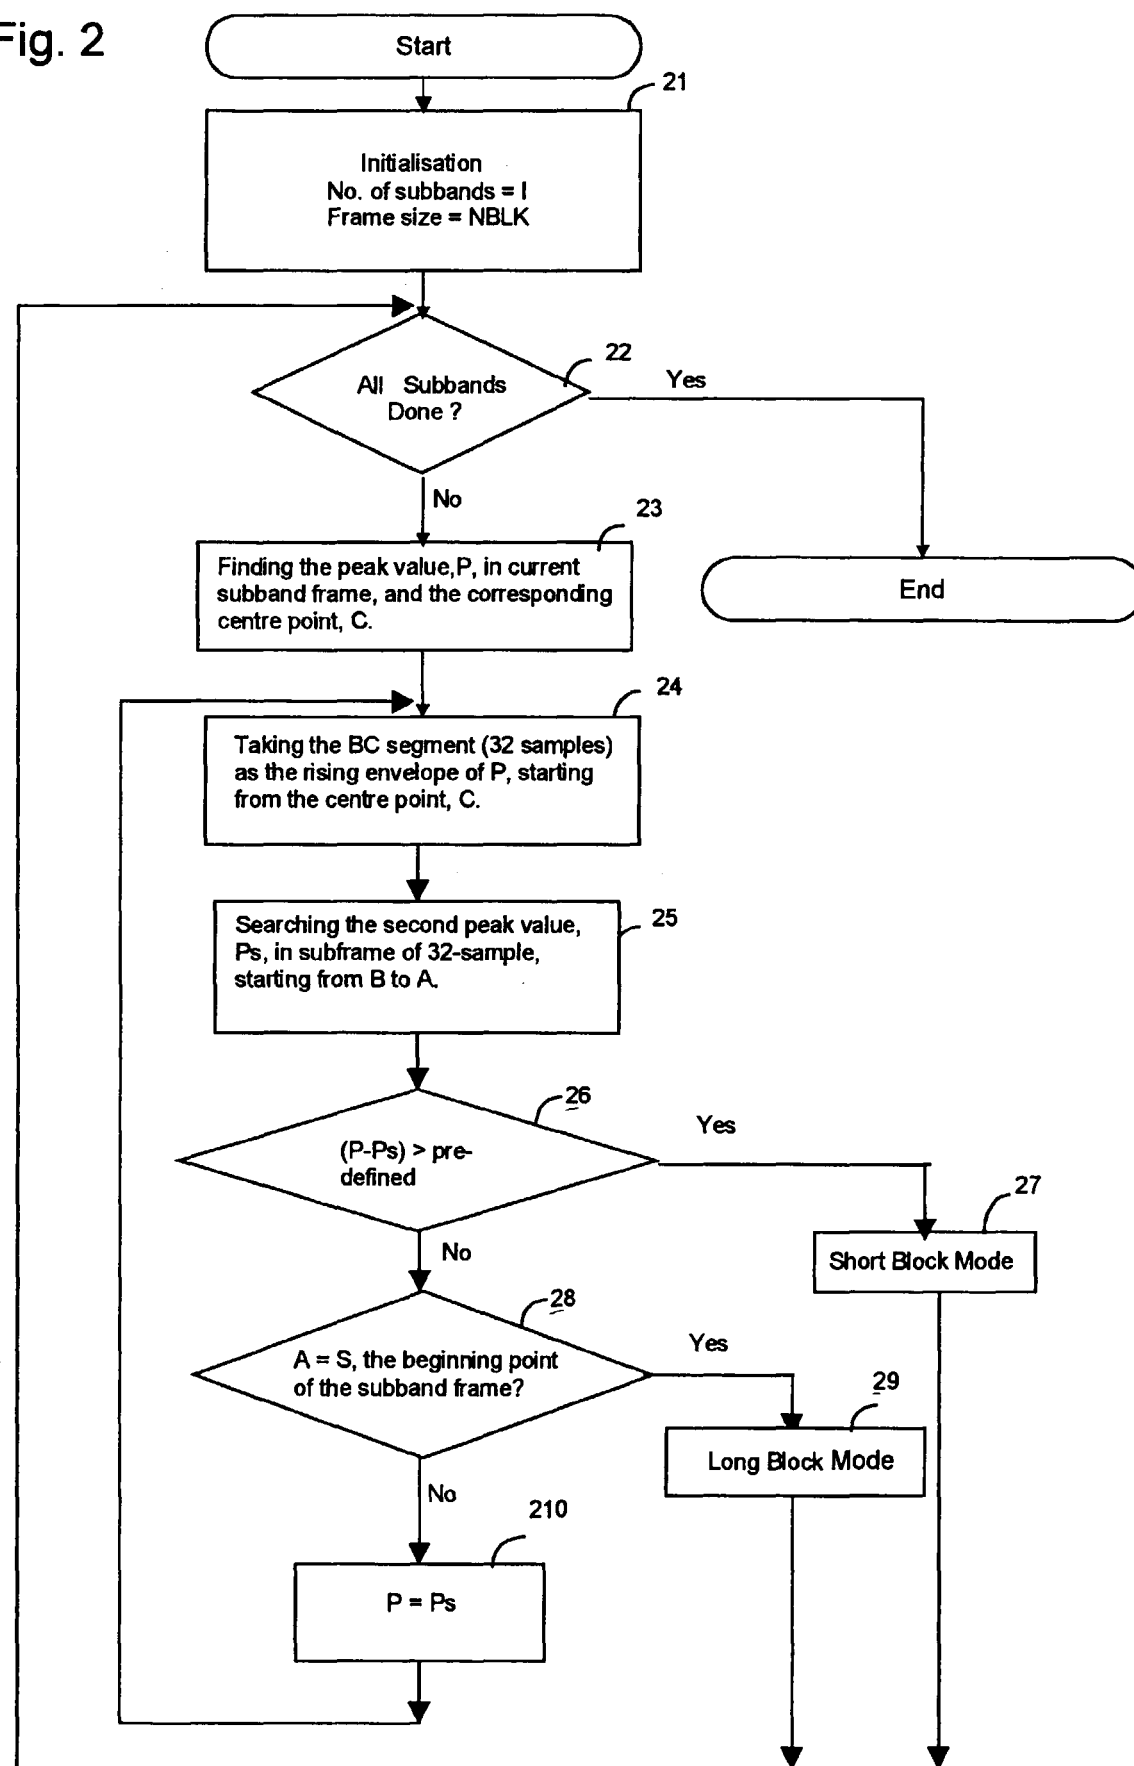 Fig. 2
Start
21
Initialisation
No. of subbands = I
Frame size = NBLK
22
All Subbands
Done ?
Yes
No
23
Finding the peak value,P, in current
subband frame, and the corresponding
centre point, C.
End
24
Taking the BC segment (32 samples)
as the rising envelope of P, starting
from the centre point, C.
25
Searching the second peak value,
Ps, in subframe of 32-sample,
starting from B to A.
26
(P-Ps) > pre-
defined
Yes
27
Short Block Mode
No
28
A = S, the beginning point
of the subband frame?
Yes
29
Long Block Mode
No
210
P = Ps